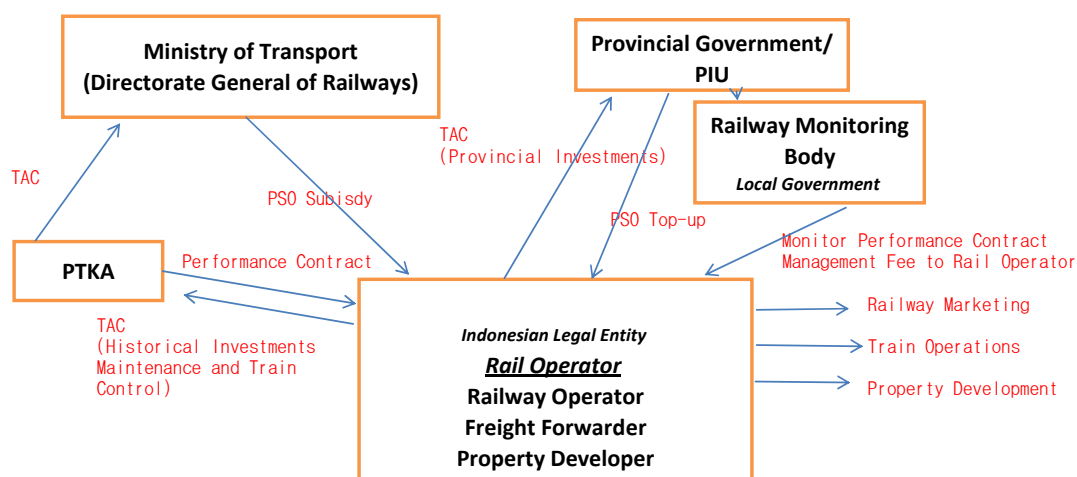 Ministry of Transport
(Directorate General of Railways)
Provincial Government/
PIU
Railway Monitoring
Body
Local Government
TAC
(Provincial Investments)
TAC
PSO Subisdy
PSO Top-up
Monitor Performance Contract
Management Fee to Rail Operator
PTKA
Performance Contract
Railway Marketing
TAC
(Historical Investments
Maintenance and Train
Control)
Indonesian Legal Entity
Rail Operator
Railway Operator
Freight Forwarder
Property Developer
Train Operations
Property Development